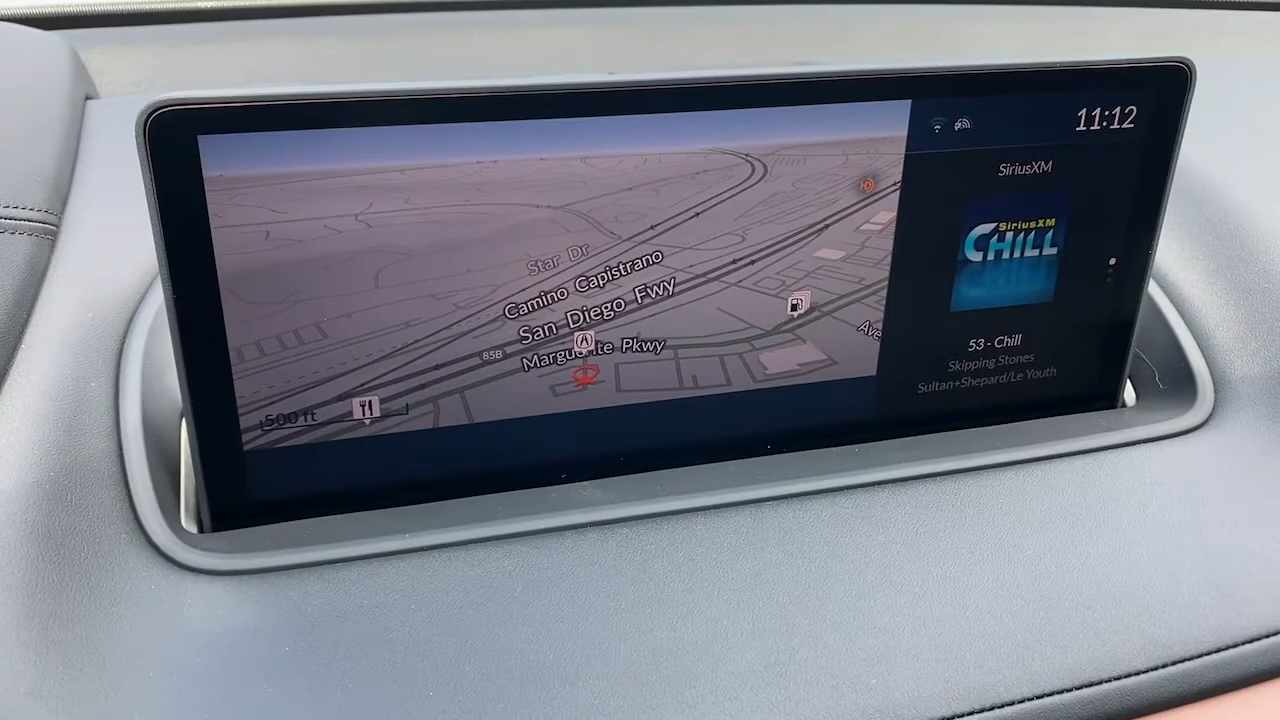 11:12
SiriusXM
SiriusXM
CHILL
53 - Chill
Skipping Stones
Sultan+Shepard/Le Youth
Star Dr
Camino Capistrano
San Diego Fwy
85B
Marguerite Pkwy
Ave
500 ft